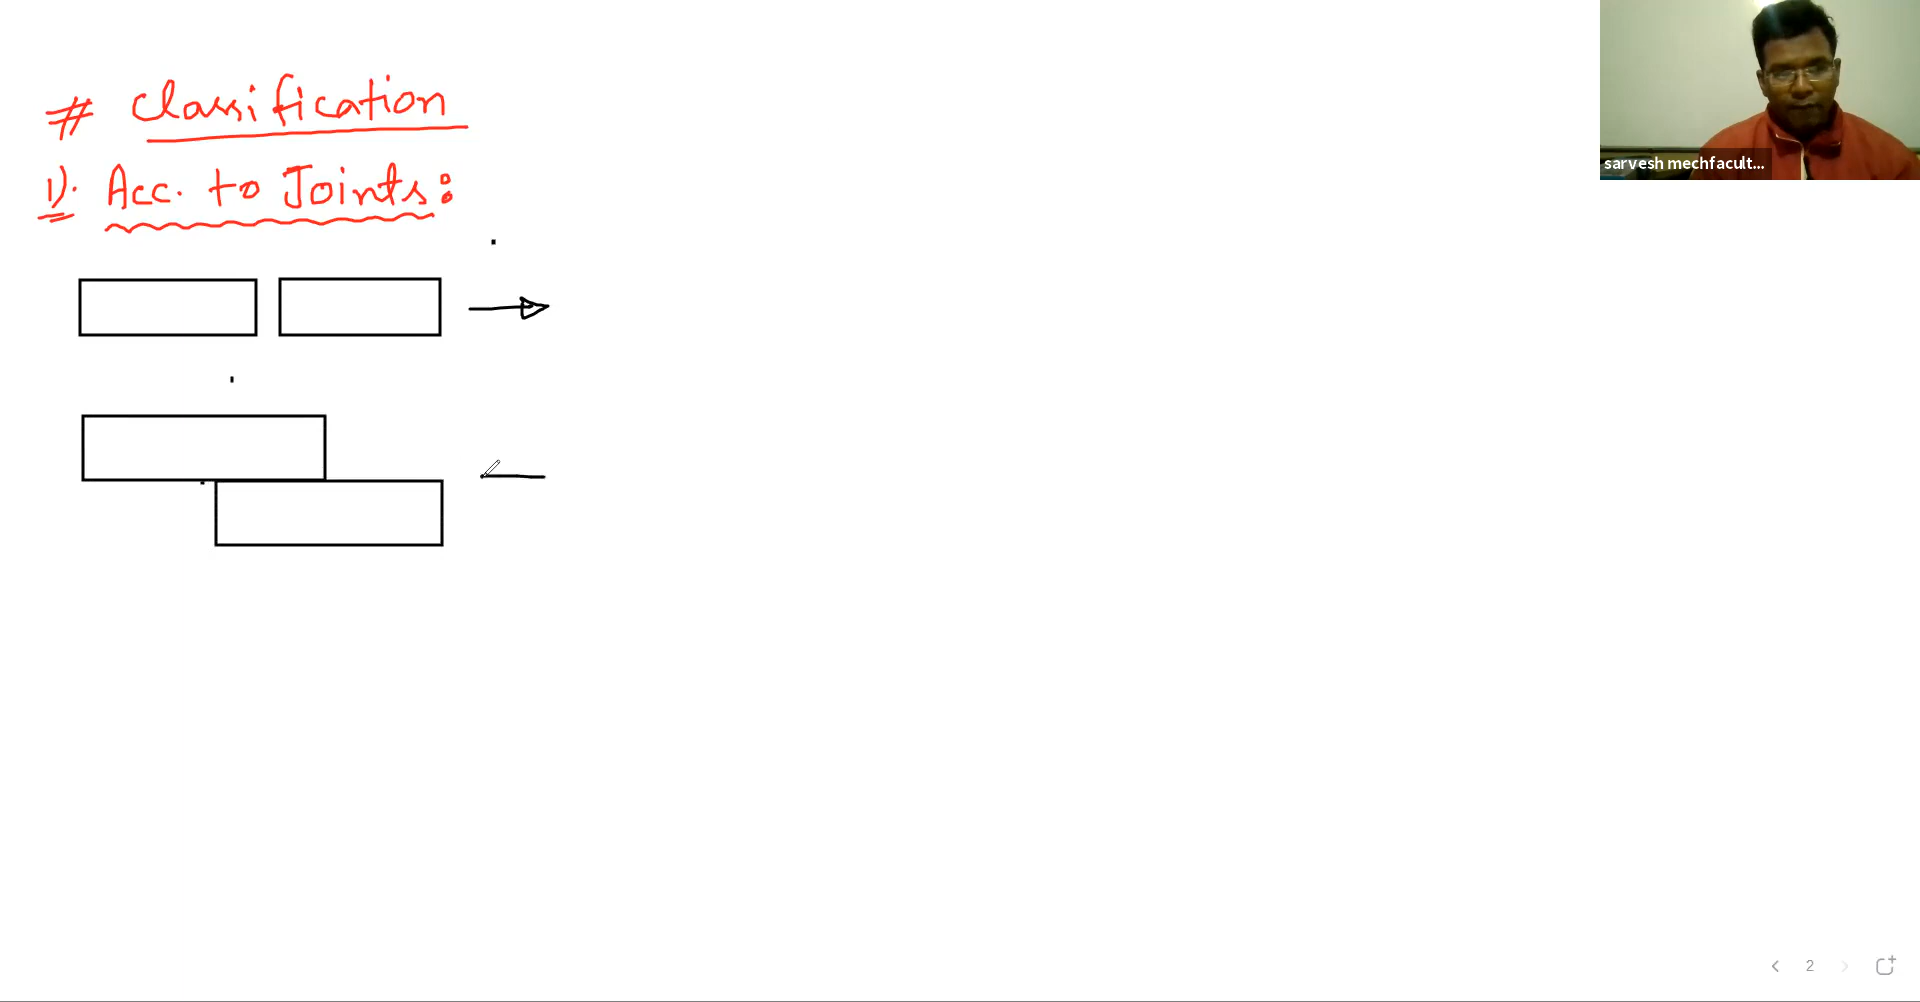 # Classification
1). Acc. to Joints:
sarvesh mechfacult...
2